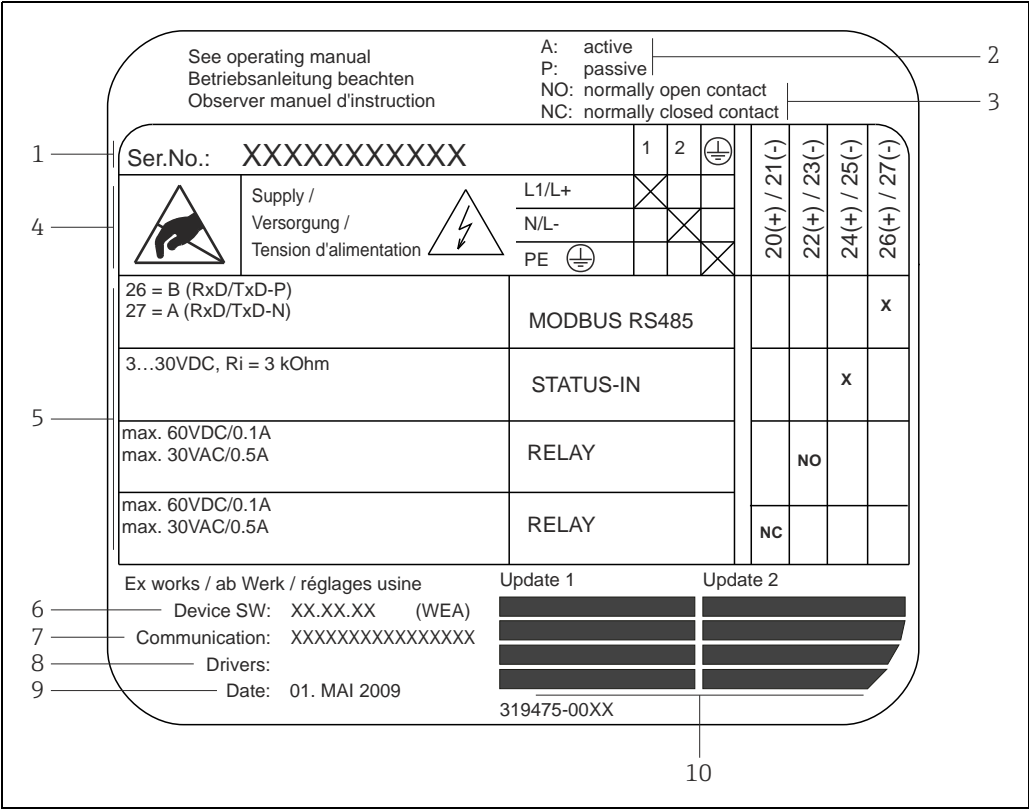 See operating manual
Betriebsanleitung beachten
Observer manuel d'instruction
A: active
P: passive
NO: normally open contact
NC: normally closed contact
2
3
1
Ser.No.: XXXXXXXXXXX
1 2
20(+) / 21(-)
22(+) / 23(-)
24(+) / 25(-)
26(+) / 27(-)
4
Supply /
Versorgung /
Tension d'alimentation
L1/L+
N/L-
PE
5
26 = B (RxD/TxD-P)
27 = A (RxD/TxD-N)
MODBUS RS485
X
3...30VDC, Ri = 3 kOhm
STATUS-IN
X
max. 60VDC/0.1A
max. 30VAC/0.5A
RELAY
NO
max. 60VDC/0.1A
max. 30VAC/0.5A
RELAY
NC
Ex works / ab Werk / réglages usine
Update 1
Update 2
6
Device SW: XX.XX.XX (WEA)
7
Communication: XXXXXXXXXXXXXXXX
8
Drivers:
9
Date: 01. MAI 2009
319475-00XX
10